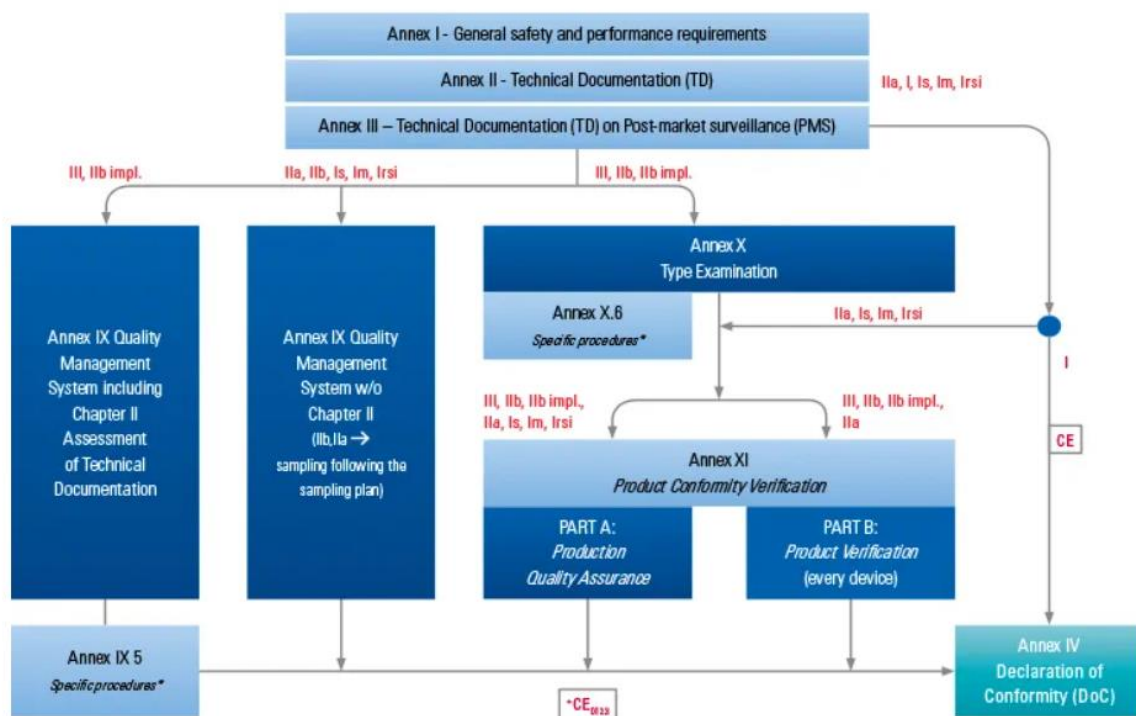 Annex I - General safety and performance requirements
Annex II - Technical Documentation (TD)
IIa, I, Is, Im, Irsi
Annex III – Technical Documentation (TD) on Post-market surveillance (PMS)
III, IIb impl.
IIa, IIb, Is, Im, Irsi
III, IIb, IIb impl.
Annex IX Quality
Management
System including
Chapter II
Assessment
of Technical
Documentation
Annex IX Quality
Management
System w/o
Chapter II
(IIb,IIa →
sampling following the
sampling plan)
Annex X
Type Examination
Annex X.6
Specific procedures*
IIa, Is, Im, Irsi
I
III, IIb, IIb impl.,
IIa, Is, Im, Irsi
III, IIb, IIb impl.,
IIa
CE
Annex XI
Product Conformity Verification
PART A:
Production
Quality Assurance
PART B:
Product Verification
(every device)
Annex IX 5
Specific procedures*
Annex IV
Declaration of
Conformity (DoC)
*CE0123